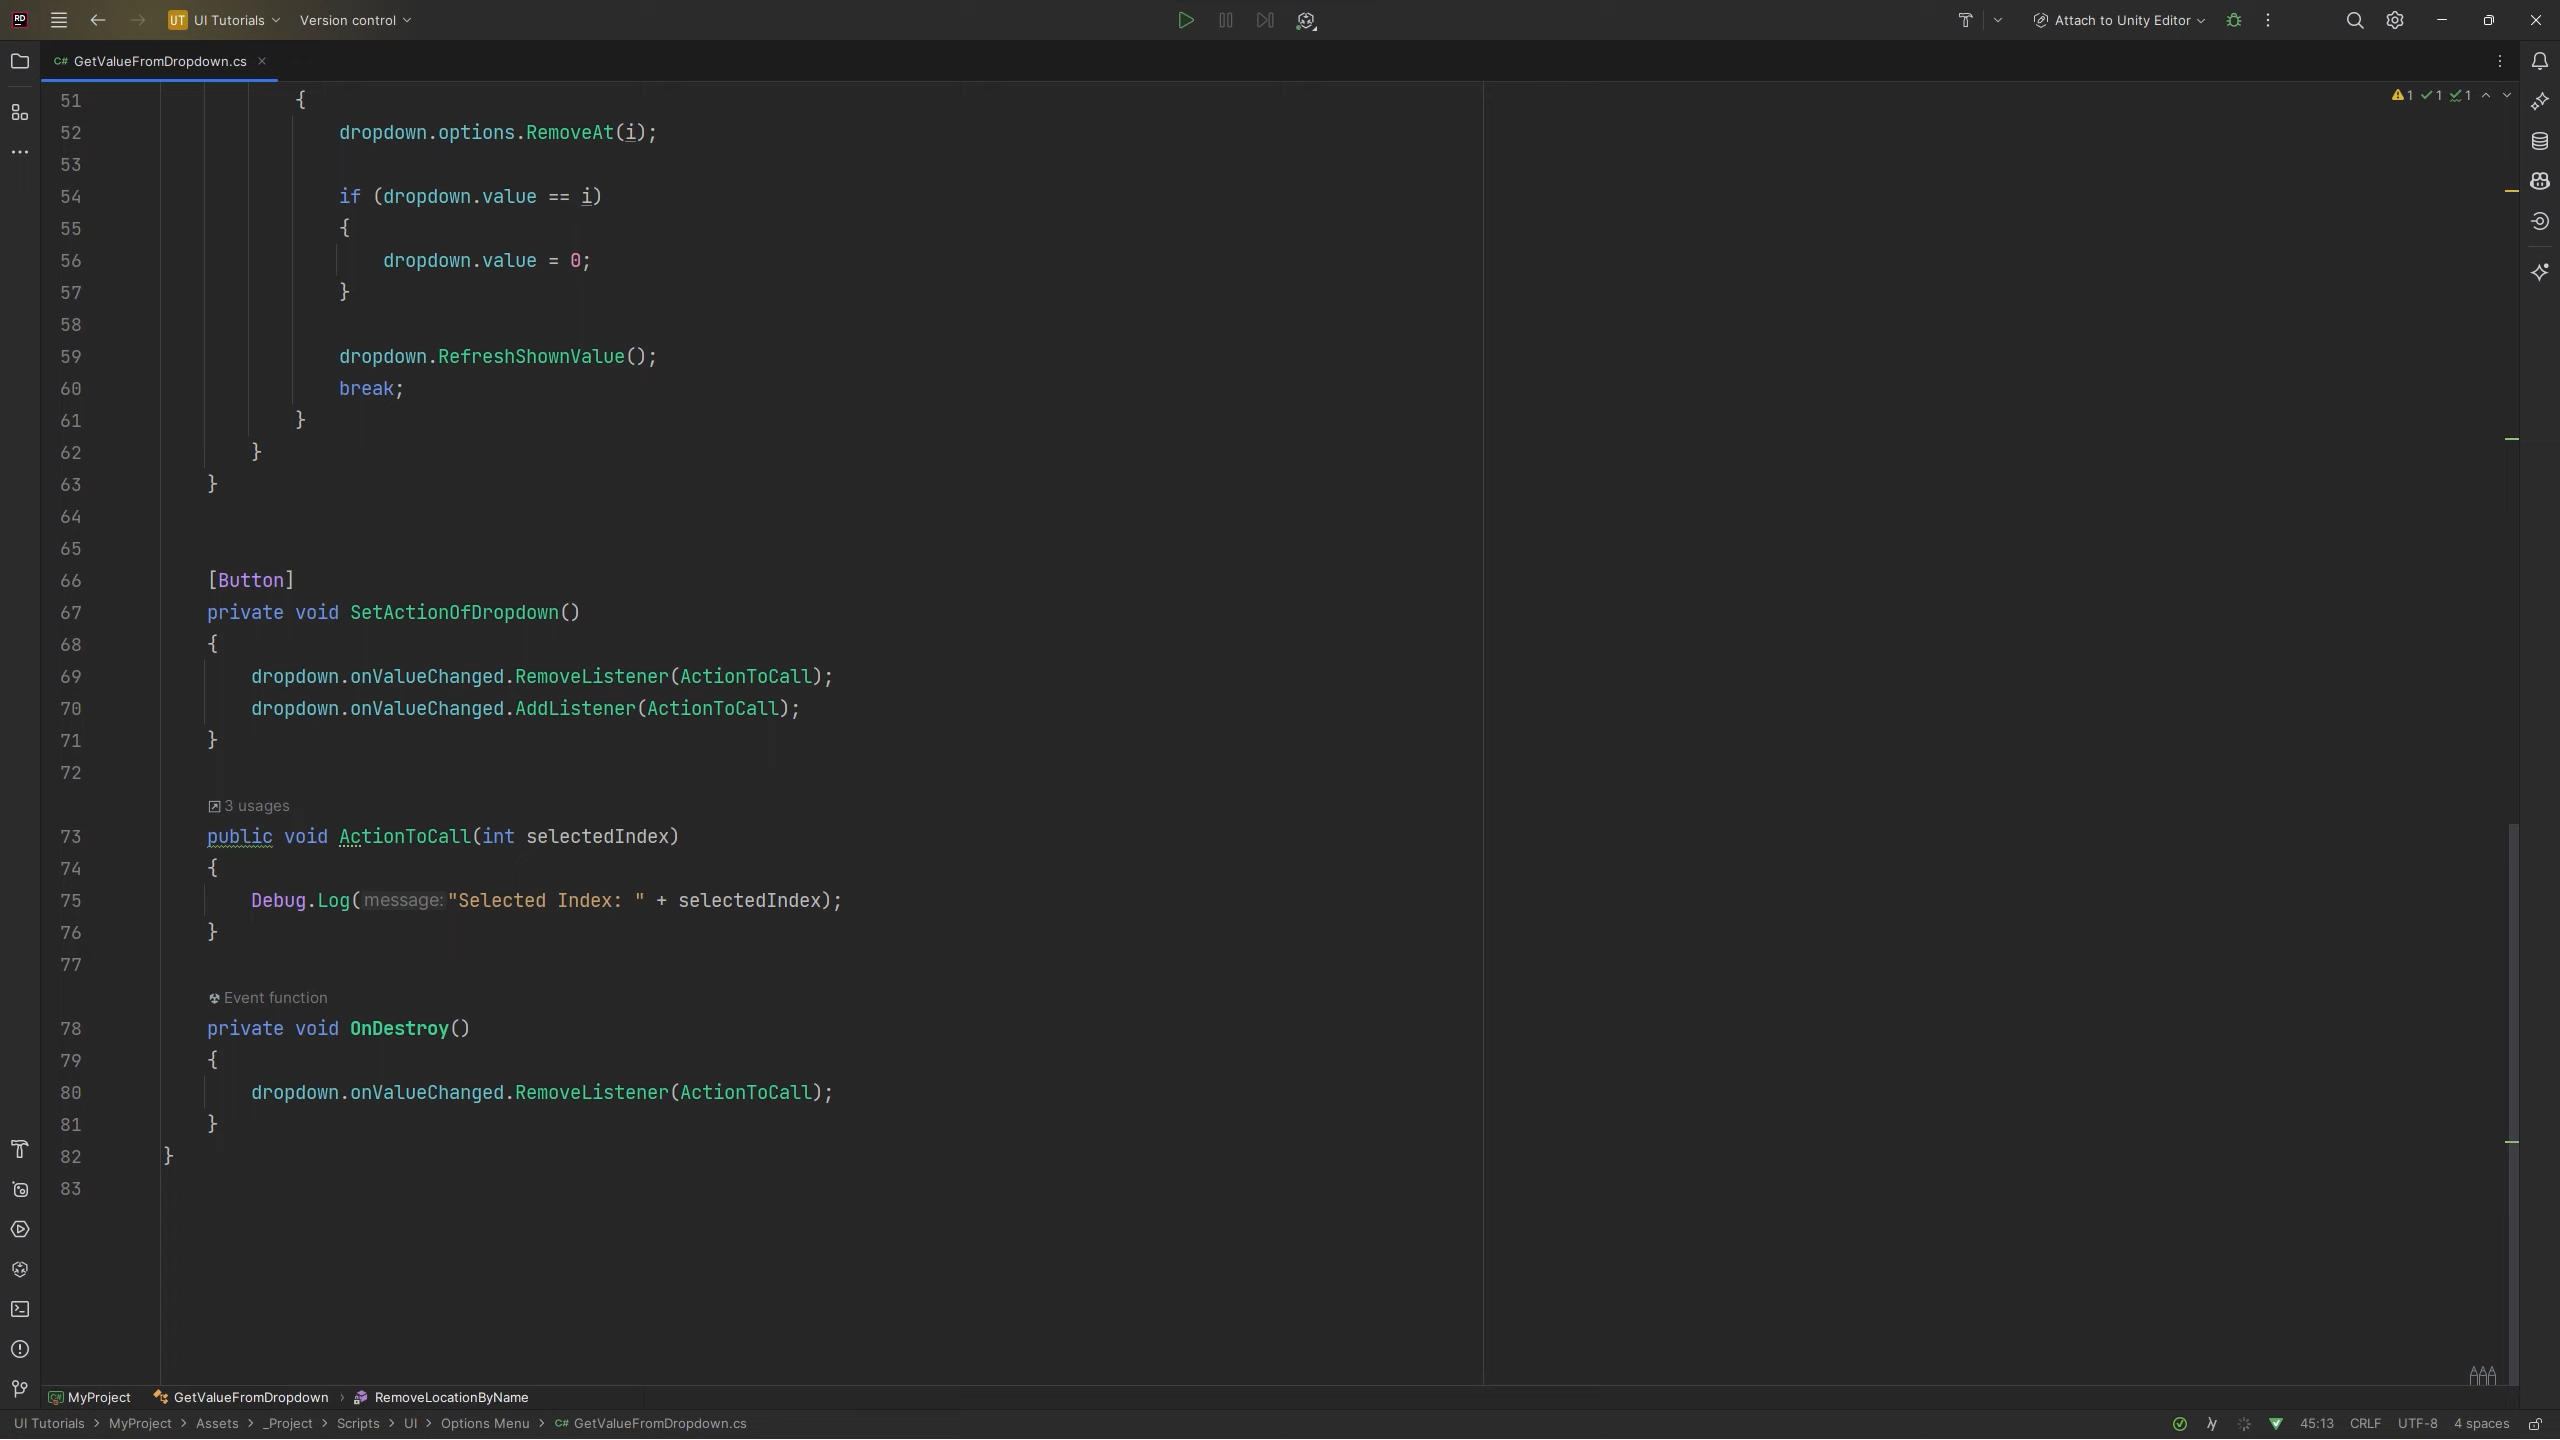 RD UT UI Tutorials Version control Attach to Unity Editor
C# GetValueFromDropdown.cs
1 1 1
51 {
52 dropdown.options.RemoveAt(i);
53
54 if (dropdown.value == i)
55 {
56 dropdown.value = 0;
57 }
58
59 dropdown.RefreshShownValue();
60 break;
61 }
62 }
63 }
64
65
66 [Button]
67 private void SetActionOfDropdown()
68 {
69 dropdown.onValueChanged.RemoveListener(ActionToCall);
70 dropdown.onValueChanged.AddListener(ActionToCall);
71 }
72
3 usages
73 public void ActionToCall(int selectedIndex)
74 {
75 Debug.Log(message:"Selected Index: " + selectedIndex);
76 }
77
Event function
78 private void OnDestroy()
79 {
80 dropdown.onValueChanged.RemoveListener(ActionToCall);
81 }
82 }
83
C# MyProject GetValueFromDropdown › RemoveLocationByName
UI Tutorials › MyProject › Assets › _Project › Scripts › UI › Options Menu › C# GetValueFromDropdown.cs 45:13 CRLF UTF-8 4 spaces